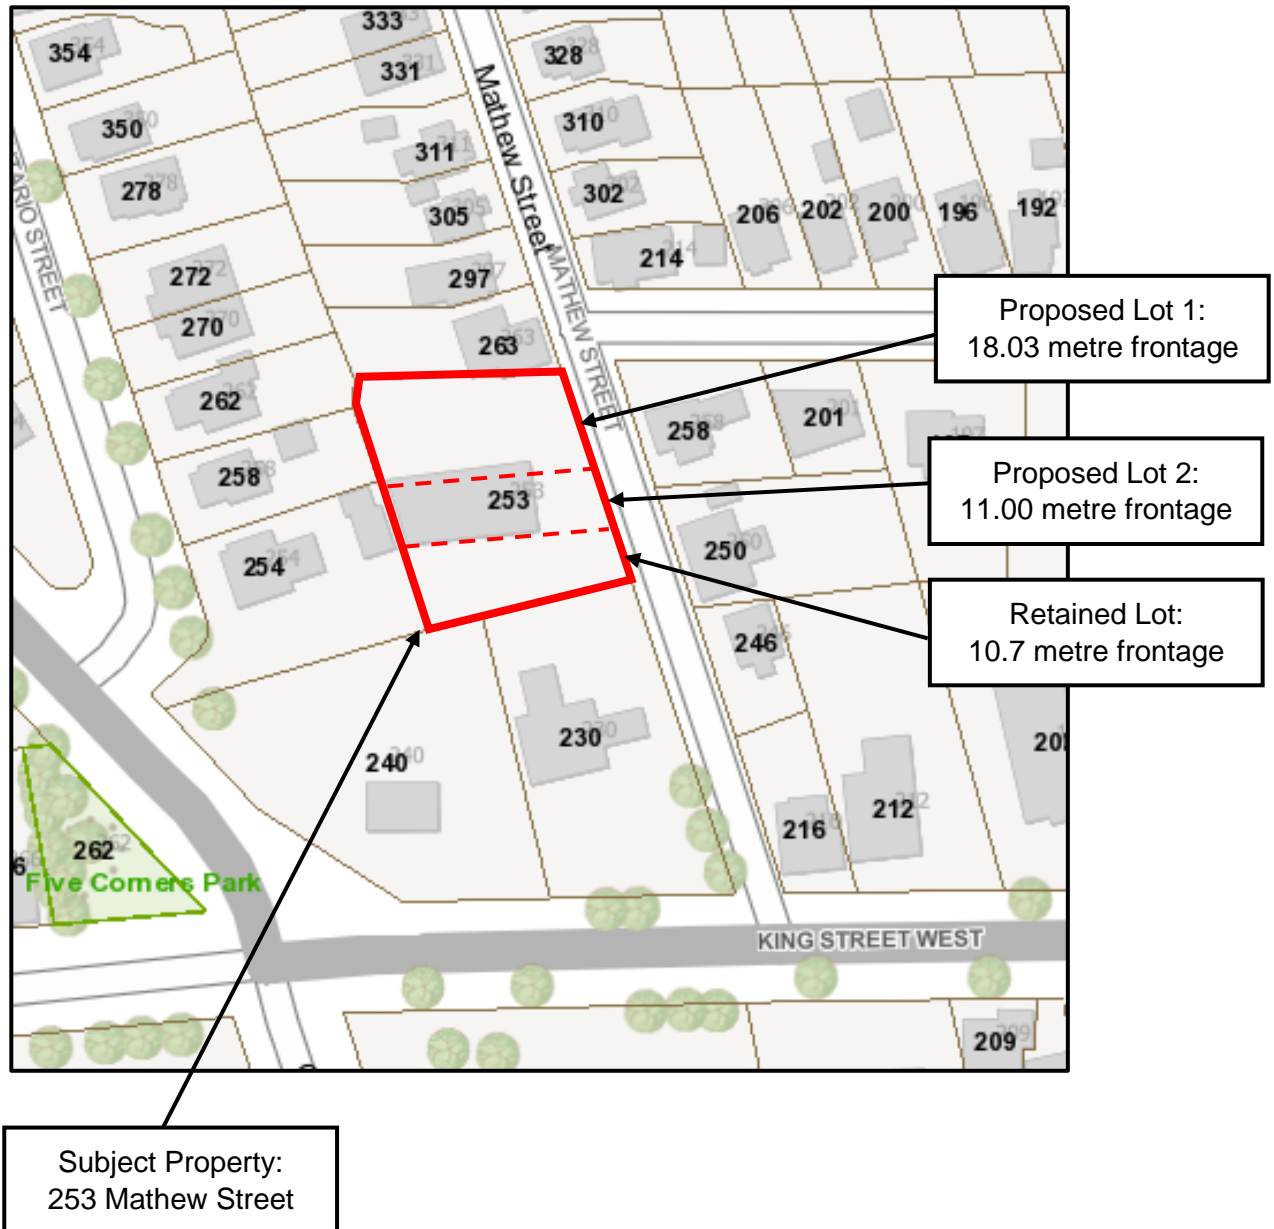 333
354
328
331
350
310
311
278
302
305
206
202
200
196
192
Mathew Street
MATHEW STREET
214
272
297
270
263
262
258
201
258
253
250
254
246
230
240
216
212
209
262
Five Corners Park
KING STREET WEST
Proposed Lot 1:
18.03 metre frontage
Proposed Lot 2:
11.00 metre frontage
Retained Lot:
10.7 metre frontage
Subject Property:
253 Mathew Street